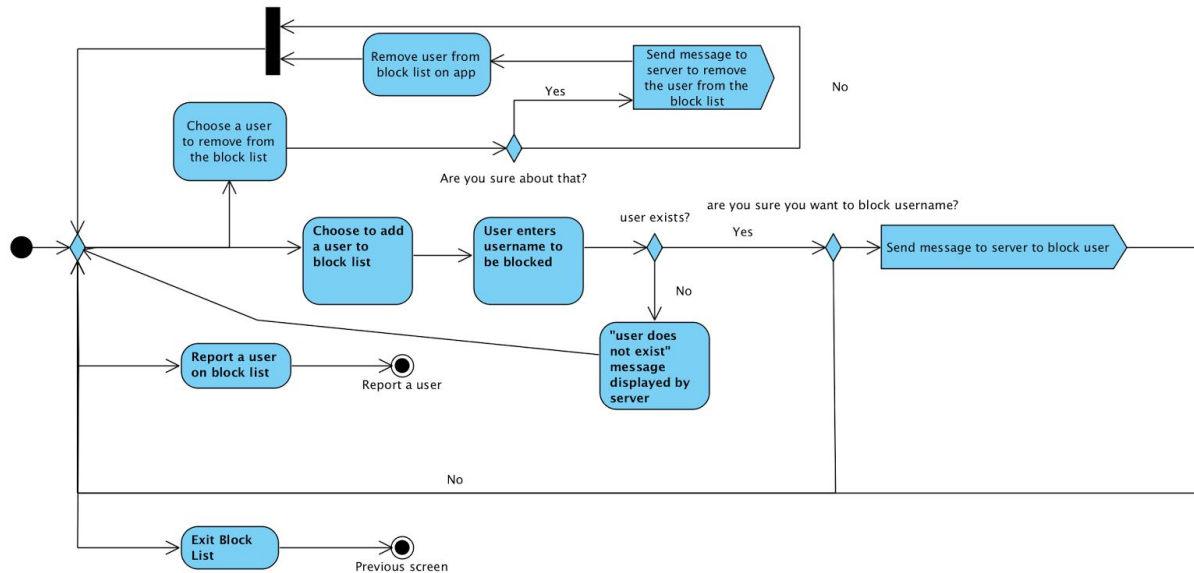 Remove user from
block list on app
Send message to
server to remove
the user from the
block list
Yes
No
Choose a user
to remove from
the block list
Are you sure about that?
Choose to add
a user to
block list
User enters
username to
be blocked
user exists?
are you sure you want to block username?
Yes
Send message to server to block user
No
"user does
not exist"
message
displayed by
server
Report a user
on block list
Report a user
No
Exit Block
List
Previous screen